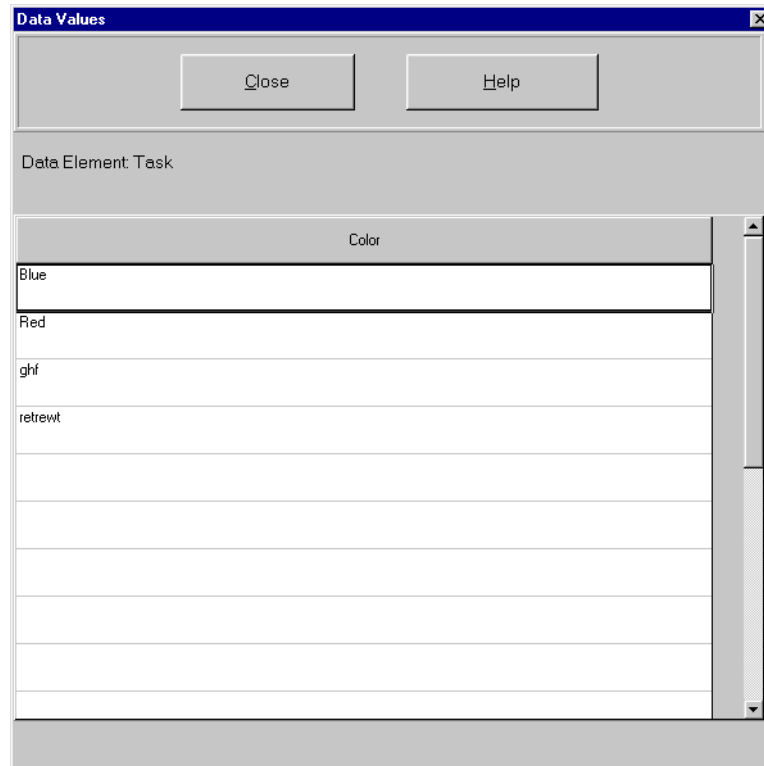 Data Values
Close Help
Data Element: Task
Color
Blue
Red
ghf
retrewt